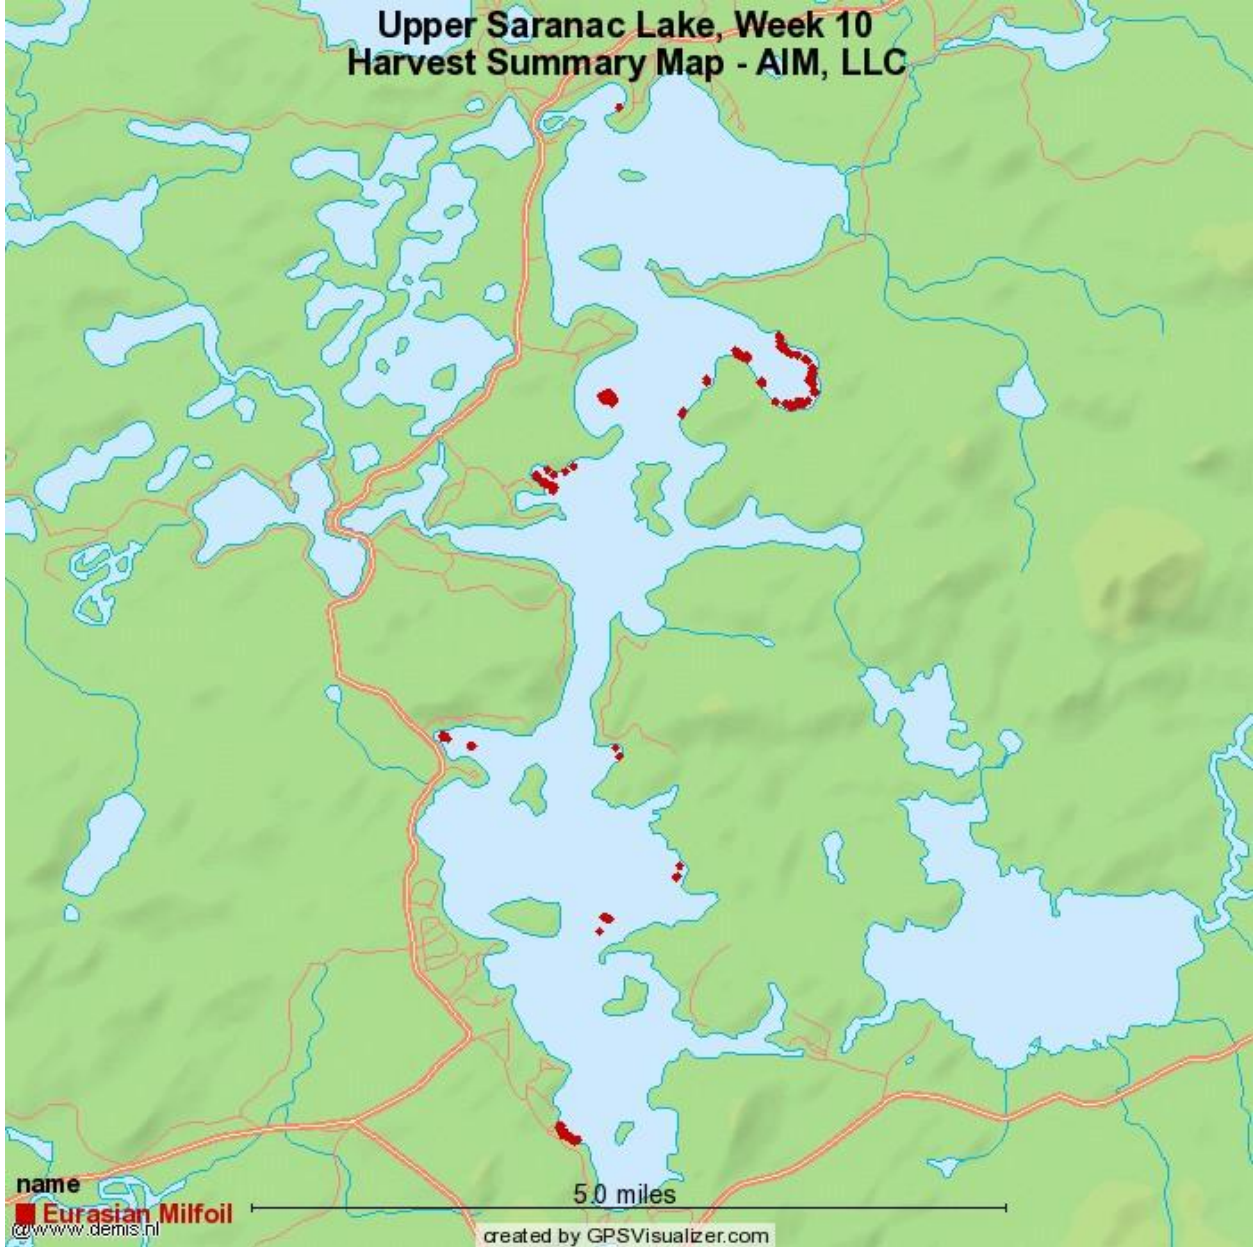 Upper Saranac Lake, Week 10
Harvest Summary Map - AIM, LLC
5.0 miles
name
Eurasian Milfoil
@www.demis.nl
created by GPSVisualizer.com